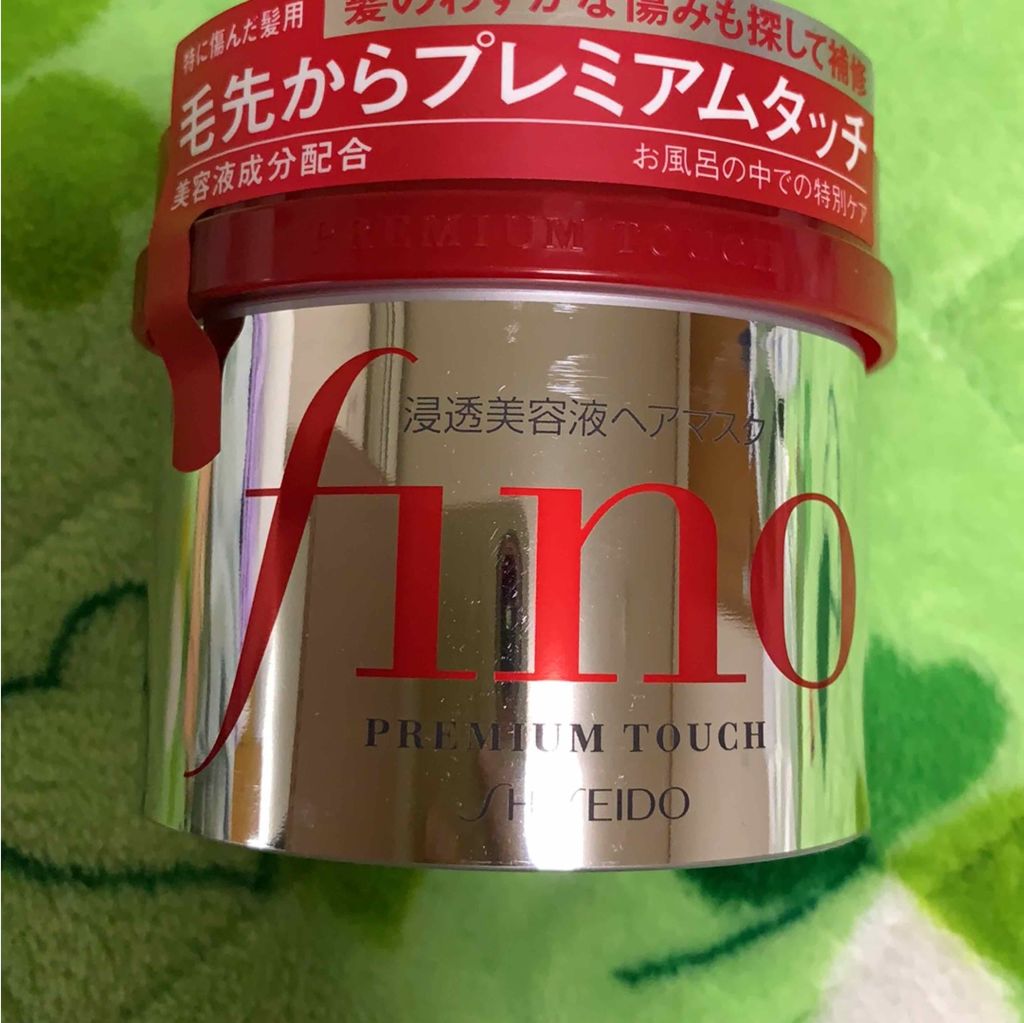 特に傷んだ髪用
髪のわずかな傷みも探して補修
毛先からプレミアムタッチ
美容液成分配合
お風呂の中での特別ケア
PREMIUM TOUCH
浸透美容液ヘアマスク
fino
PREMIUM TOUCH
SHISEIDO